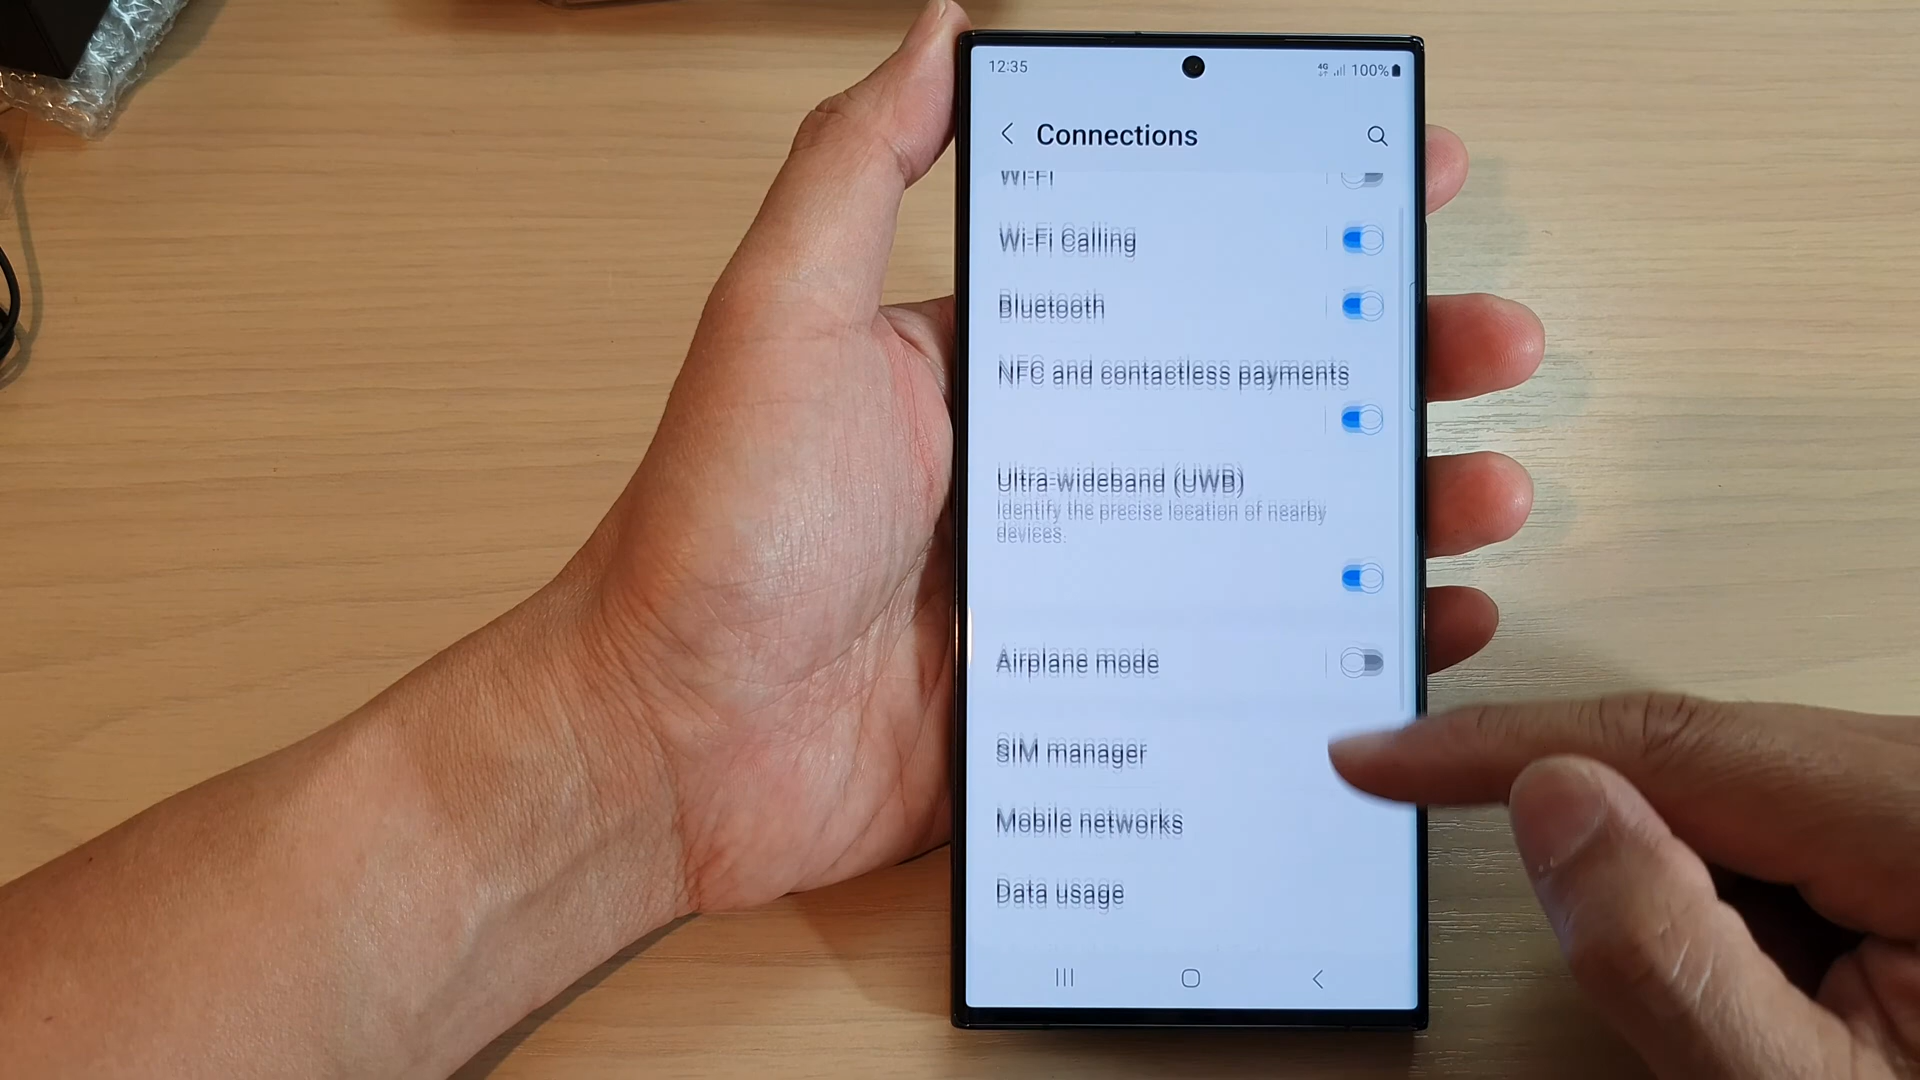 12:35
4G 100%
Connections
Wi-Fi
Wi-Fi Calling
Bluetooth
NFC and contactless payments
Ultra-wideband (UWB)
Identify the precise location of nearby
devices.
Airplane mode
SIM manager
Mobile networks
Data usage